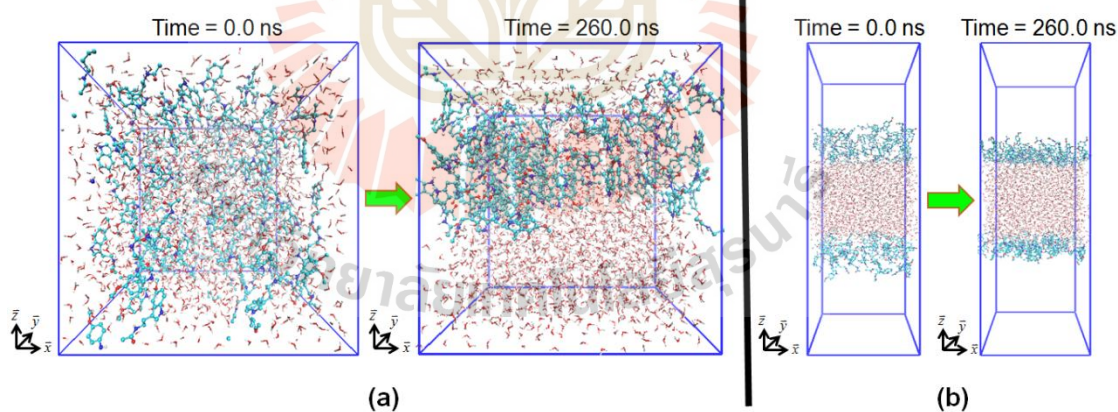 Time = 0.0 ns
Time = 260.0 ns
Time = 0.0 ns
Time = 260.0 ns
z̄ ȳ x̄
z̄ ȳ x̄
z̄ ȳ x̄
z̄ ȳ x̄
(a)
(b)